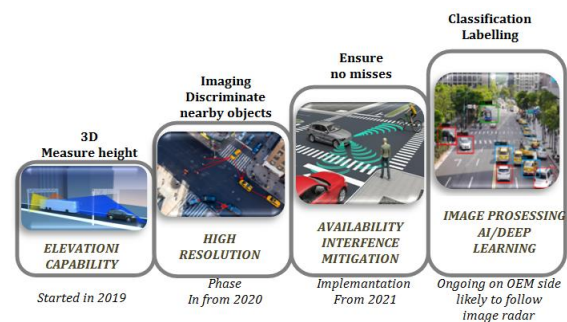 3D
Measure height
ELEVATIONI
CAPABILITY
Started in 2019
Imaging
Discriminate
nearby objects
HIGH
RESOLUTION
Phase
In from 2020
Ensure
no misses
AVAILABILITY
INTERFENCE
MITIGATION
Implemantation
From 2021
Classification
Labelling
IMAGE PROSESSING
AI/DEEP
LEARNING
Ongoing on OEM side
likely to follow
image radar